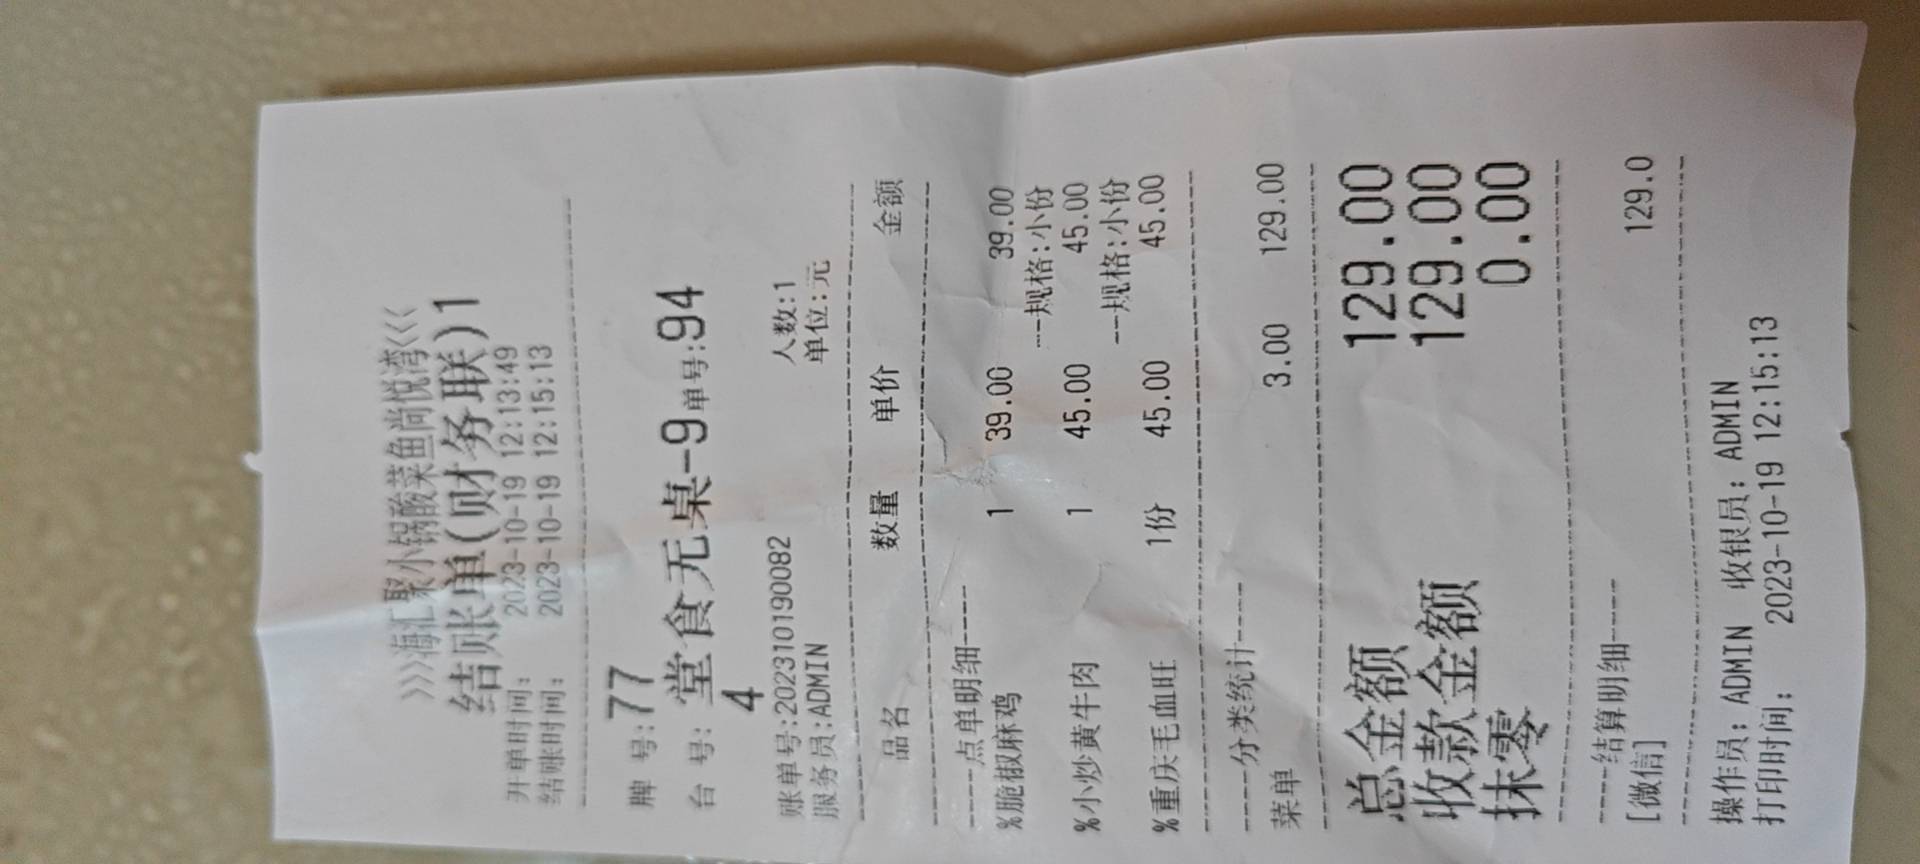 >>>海汇聚小锅酸菜鱼尚悦湾<<<
结账单(财务联)1
开单时间: 2023-10-19 12:13:49
结账时间: 2023-10-19 12:15:13
牌 号:77
台 号: 堂食无桌-9单号:94
4
账单号:202310190082 人数:1
服务员:ADMIN 单位:元
品名 数量 单价 金额
----点单明细----
%脆椒麻鸡 1 39.00 39.00
---规格:小份
%小炒黄牛肉 1 45.00 45.00
---规格:小份
%重庆毛血旺 1份 45.00 45.00
----分类统计----
菜单 3.00 129.00
总金额 129.00
收款金额 129.00
抹零 0.00
----结算明细----
[微信] 129.0
操作员: ADMIN 收银员: ADMIN
打印时间: 2023-10-19 12:15:13